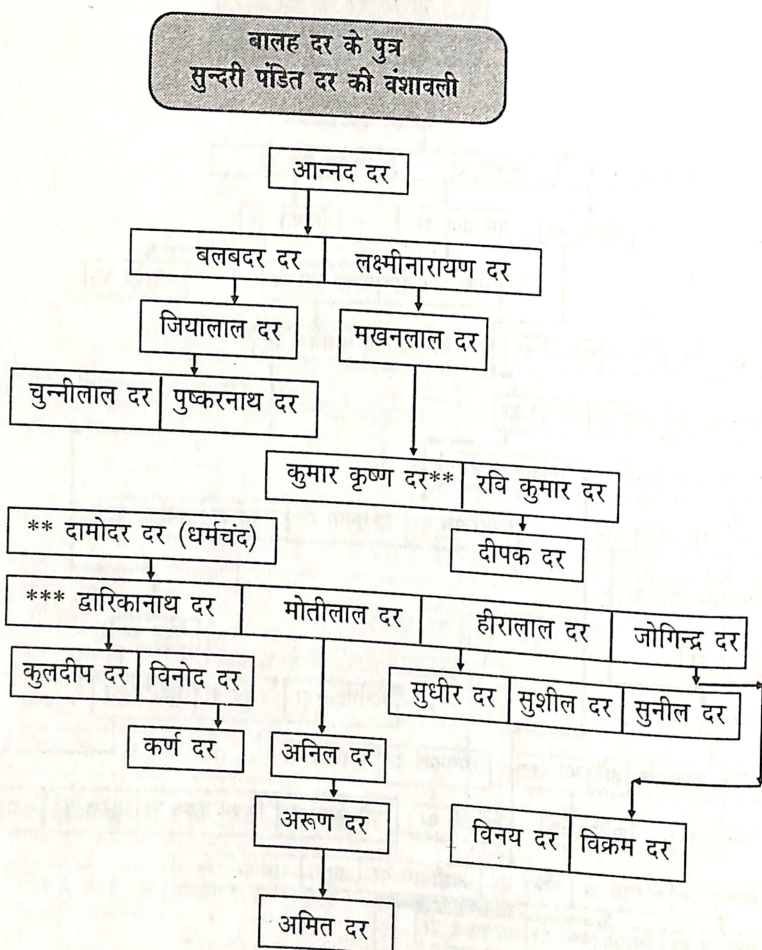 बालह दर के पुत्र
सुन्दरी पंडित दर की वंशावली
आन्नद दर
बलबदर दर लक्ष्मीनारायण दर
जियालाल दर मखनलाल दर
चुन्नीलाल दर पुष्करनाथ दर
कुमार कृष्ण दर** रवि कुमार दर
** दामोदर दर (धर्मचंद)
दीपक दर
*** द्वारिकानाथ दर मोतीलाल दर हीरालाल दर जोगिन्द्र दर
कुलदीप दर विनोद दर सुधीर दर सुशील दर सुनील दर
कर्ण दर अनिल दर
अरूण दर विनय दर विक्रम दर
अमित दर